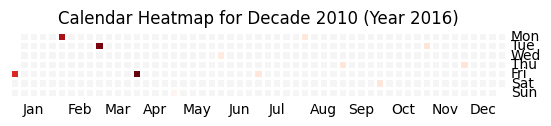 Calendar Heatmap for Decade 2010 (Year 2016)
Mon
Tue
Wed
Thu
Fri
Sat
Sun
Jan Feb Mar Apr May Jun Jul Aug Sep Oct Nov Dec